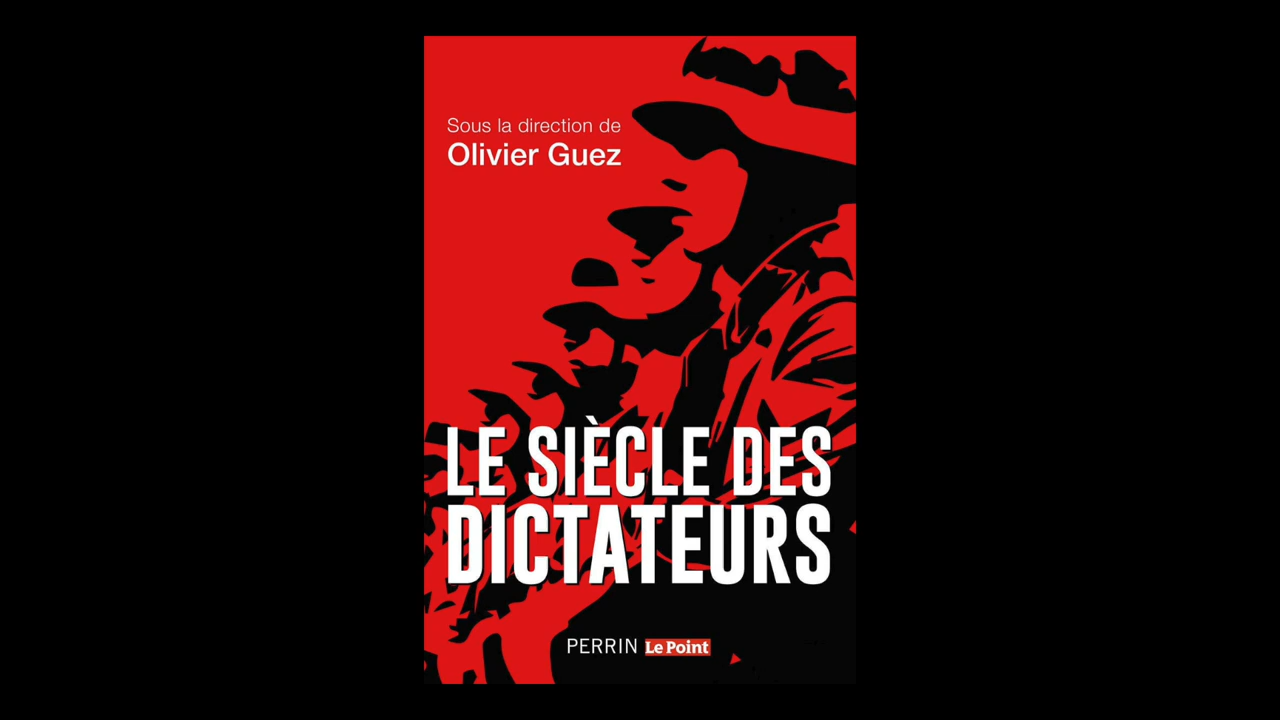 Sous la direction de
Olivier Guez
LE SIÈCLE DES
DICTATEURS
PERRIN Le Point